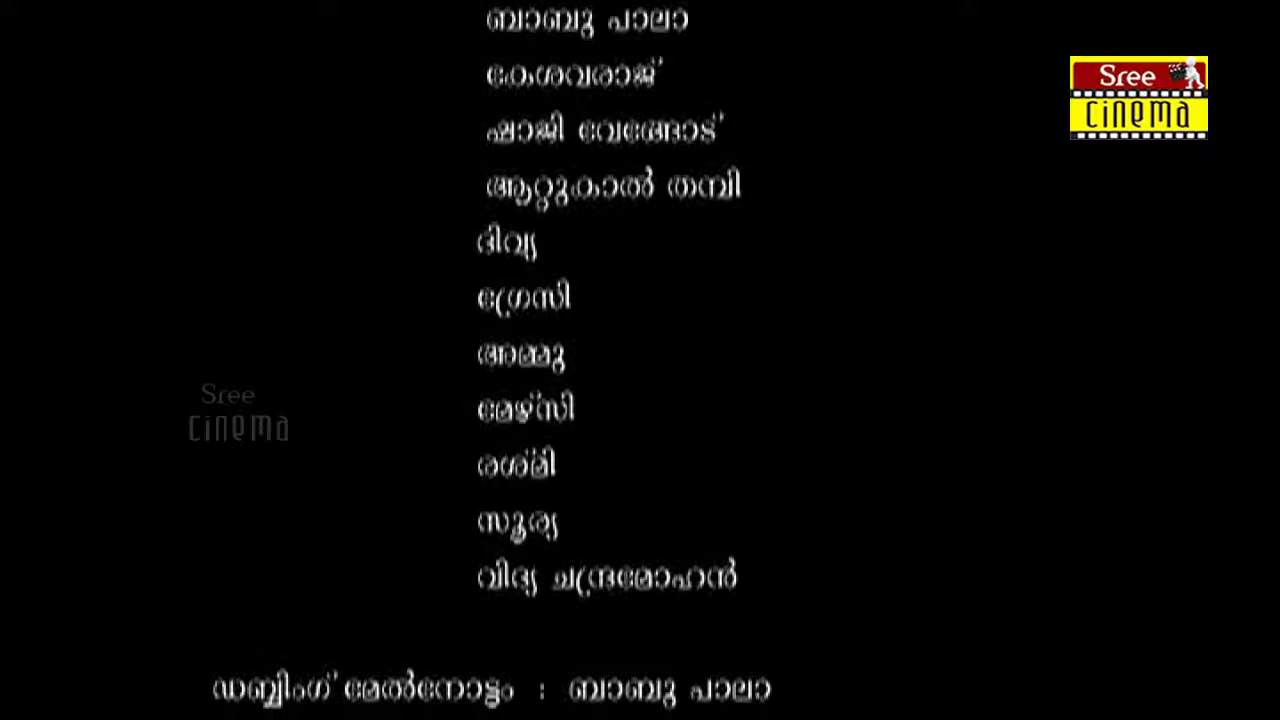 ബാബു പാലാ
കേശവരാജ്
Sree
cinema
ഷാജി വേങ്ങോട്
ആറ്റുകാൽ തമ്പി
ദിവ്യ
ഗ്രേസി
അമ്മു
Sree
cinema
മേഴ്സി
രശ്മി
സൂര്യ
വിദ്യ ചന്ദ്രമോഹൻ
ഡബ്ബിംഗ് മേൽനോട്ടം : ബാബു പാലാ